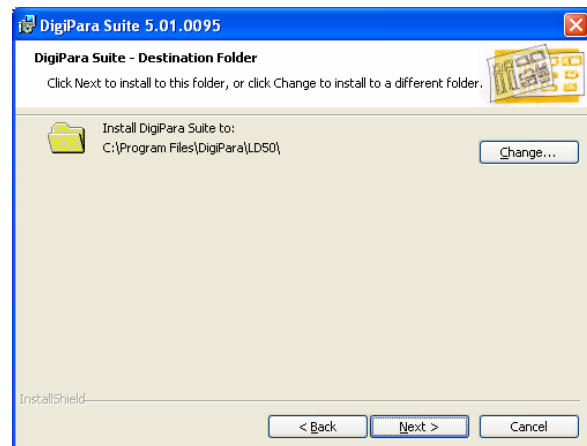 DigiPara Suite 5.01.0095
DigiPara Suite - Destination Folder
Click Next to install to this folder, or click Change to install to a different folder.
Install DigiPara Suite to:
C:\Program Files\DigiPara\LD50\
Change...
InstallShield
< Back
Next >
Cancel